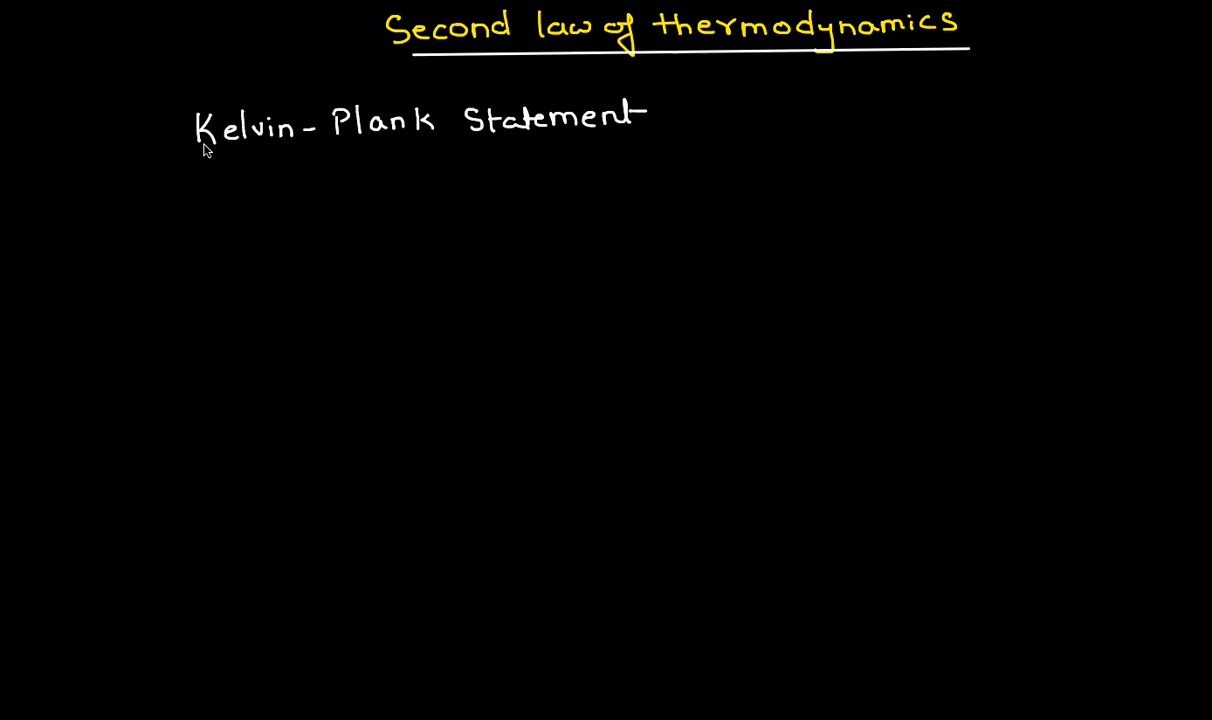 Second law of thermodynamics
Kelvin - Plank Statement